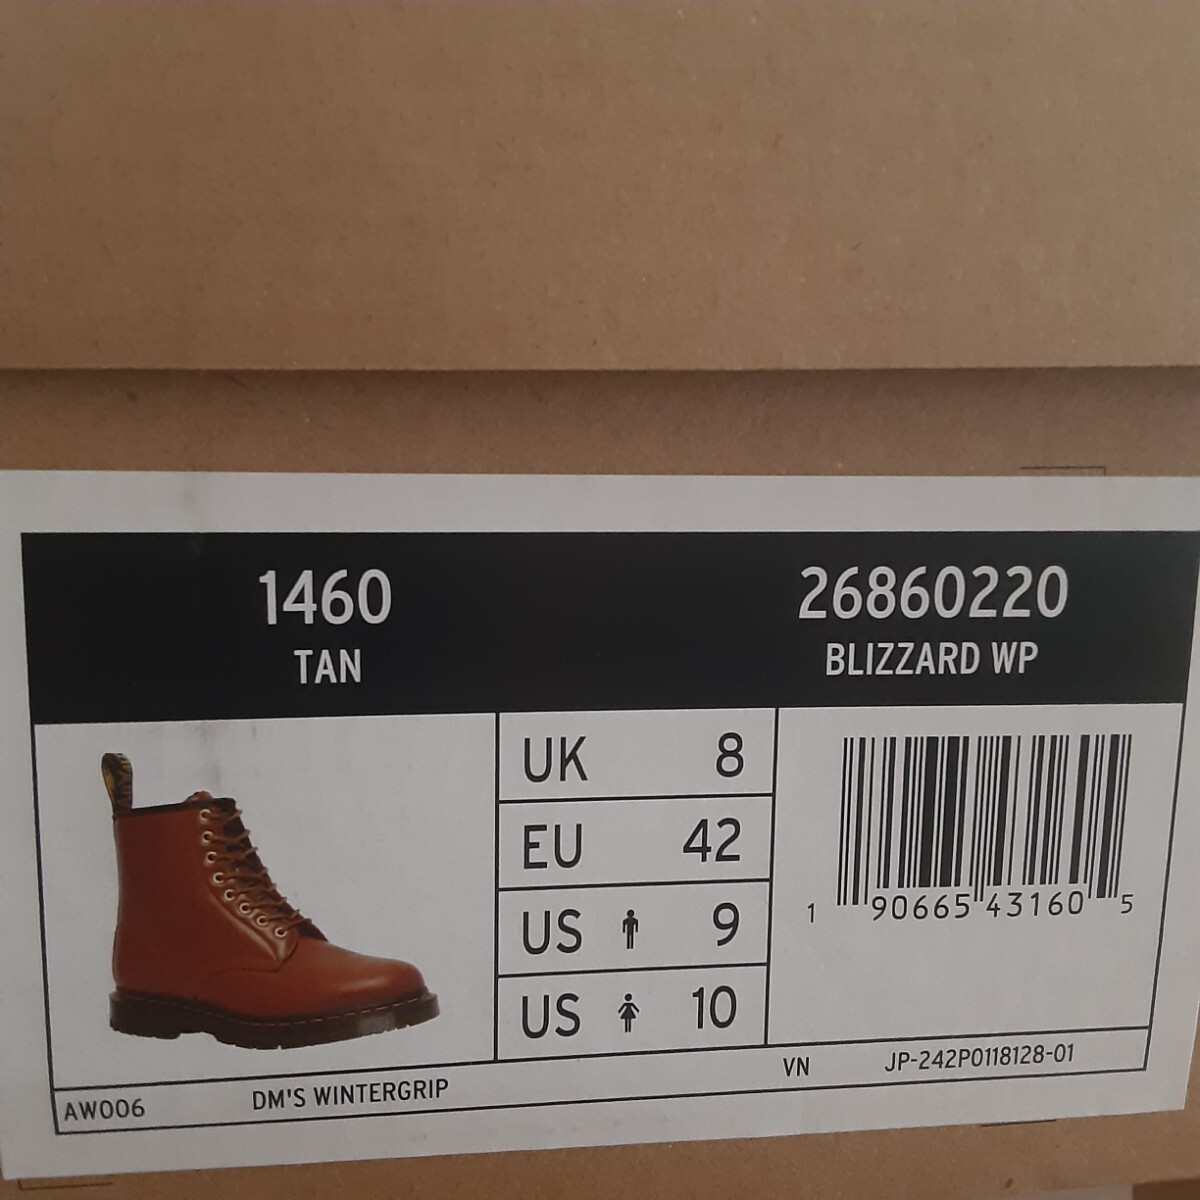 1460
TAN
26860220
BLIZZARD WP
UK 8
EU 42
US 9
US 10
1 90665 43160 5
AW006 DM'S WINTERGRIP VN JP-242P0118128-01